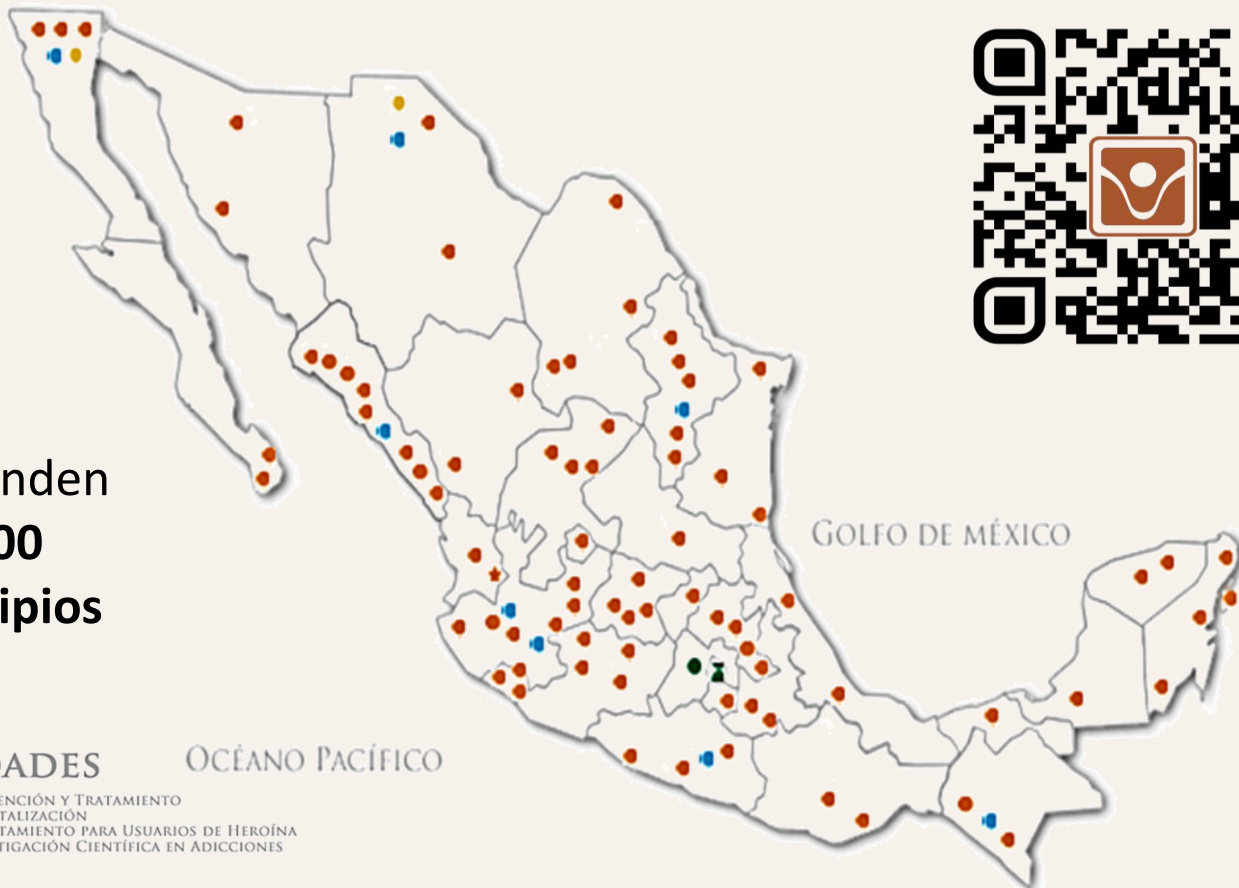 nden
00
ipios
GOLFO DE MÉXICO
OCÉANO PACÍFICO
DADES
ENCIÓN Y TRATAMIENTO
TALIZACIÓN
TAMIENTO PARA USUARIOS DE HEROÍNA
TIGACIÓN CIENTÍFICA EN ADICCIONES